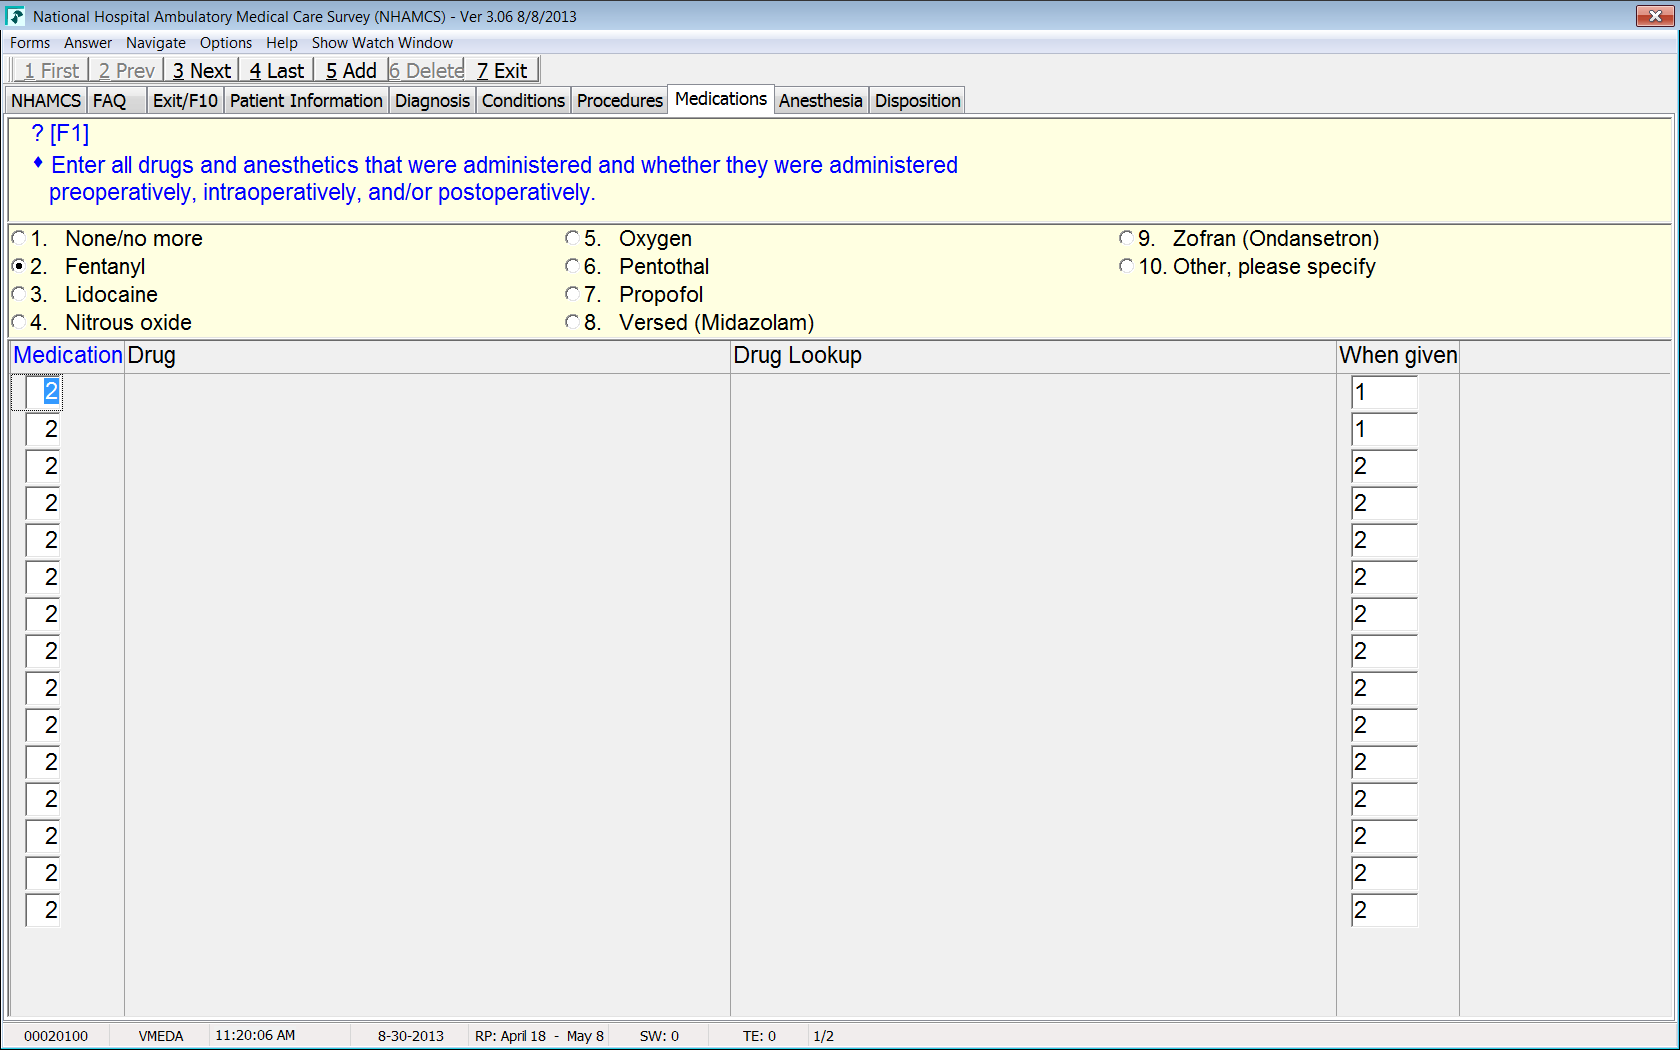 National Hospital Ambulatory Medical Care Survey (NHAMCS) - Ver 3.06 8/8/2013
Forms Answer Navigate Options Help Show Watch Window
1 First 2 Prev 3 Next 4 Last 5 Add 6 Delete 7 Exit
NHAMCS FAQ Exit/F10 Patient Information Diagnosis Conditions Procedures Medications Anesthesia Disposition
? [F1]
♦ Enter all drugs and anesthetics that were administered and whether they were administered
preoperatively, intraoperatively, and/or postoperatively.
1. None/no more 5. Oxygen 9. Zofran (Ondansetron)
2. Fentanyl 6. Pentothal 10. Other, please specify
3. Lidocaine 7. Propofol
4. Nitrous oxide 8. Versed (Midazolam)
Medication Drug Drug Lookup When given
2 1
2 1
2 2
2 2
2 2
2 2
2 2
2 2
2 2
2 2
2 2
2 2
2 2
2 2
2 2
00020100 VMEDA 11:20:06 AM 8-30-2013 RP: April 18 - May 8 SW: 0 TE: 0 1/2